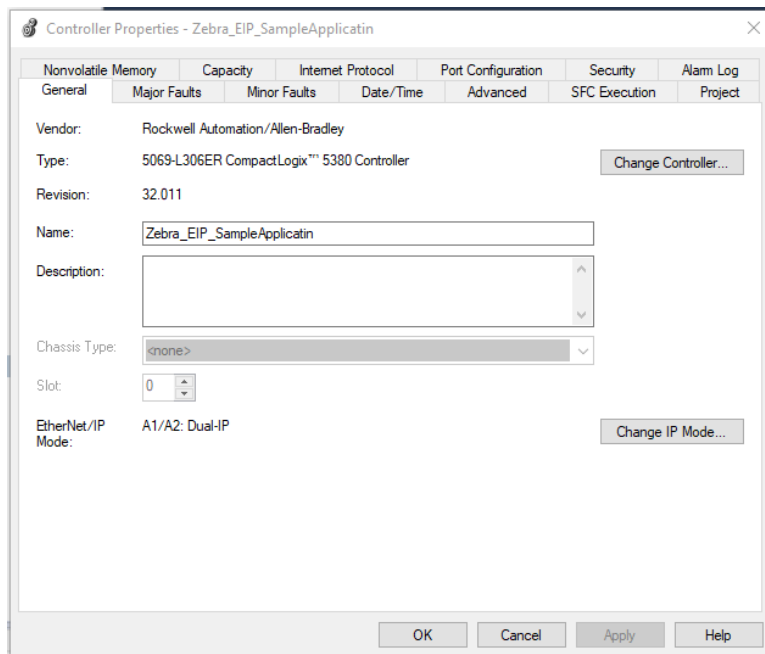 Controller Properties - Zebra_EIP_SampleApplicatin
Nonvolatile Memory Capacity Internet Protocol Port Configuration Security Alarm Log
General Major Faults Minor Faults Date/Time Advanced SFC Execution Project
Vendor: Rockwell Automation/Allen-Bradley
Type: 5069-L306ER CompactLogix™ 5380 Controller Change Controller...
Revision: 32.011
Name: Zebra_EIP_SampleApplicatin
Description:
Chassis Type: <none>
Slot: 0
EtherNet/IP Mode: A1/A2: Dual-IP Change IP Mode...
OK Cancel Apply Help